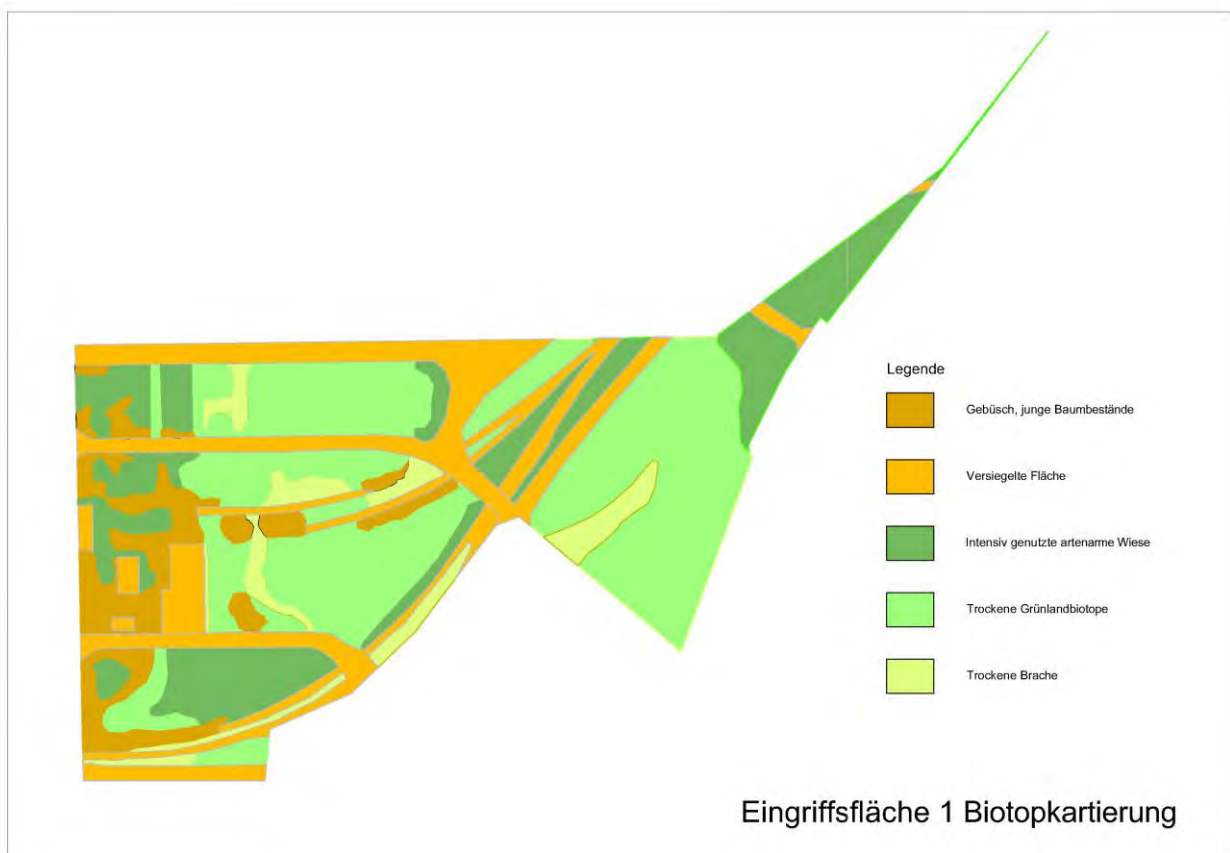 Legende
Gebüsch, junge Baumbestände
Versiegelte Fläche
Intensiv genutzte artenarme Wiese
Trockene Grünlandbiotope
Trockene Brache
Eingriffsfläche 1 Biotopkartierung